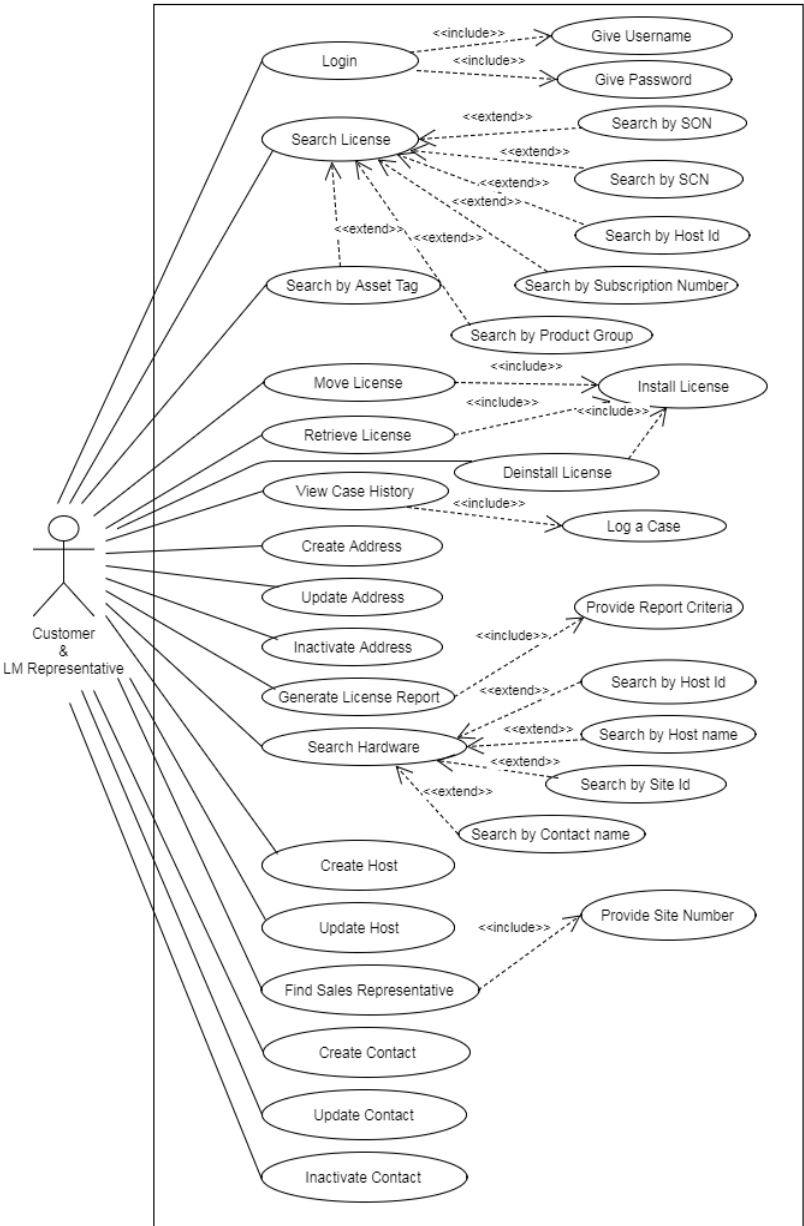 <<include>>
Give Username
Login
<<include>>
Give Password
<<extend>>
Search by SON
Search License
<<extend>>
Search by SCN
<<extend>>
<<extend>>
<<extend>>
Search by Host Id
<<extend>>
Search by Asset Tag
Search by Subscription Number
Search by Product Group
<<include>>
Move License
Install License
<<include>>
<<include>>
Retrieve License
Deinstall License
View Case History
<<include>>
Log a Case
Create Address
Update Address
Provide Report Criteria
Customer
&
LM Representative
<<include>>
Inactivate Address
Search by Host Id
<<extend>>
Generate License Report
<<extend>>
Search by Host name
Search Hardware
<<extend>>
Search by Site Id
<<extend>>
Search by Contact name
Create Host
Provide Site Number
Update Host
<<include>>
Find Sales Representative
Create Contact
Update Contact
Inactivate Contact